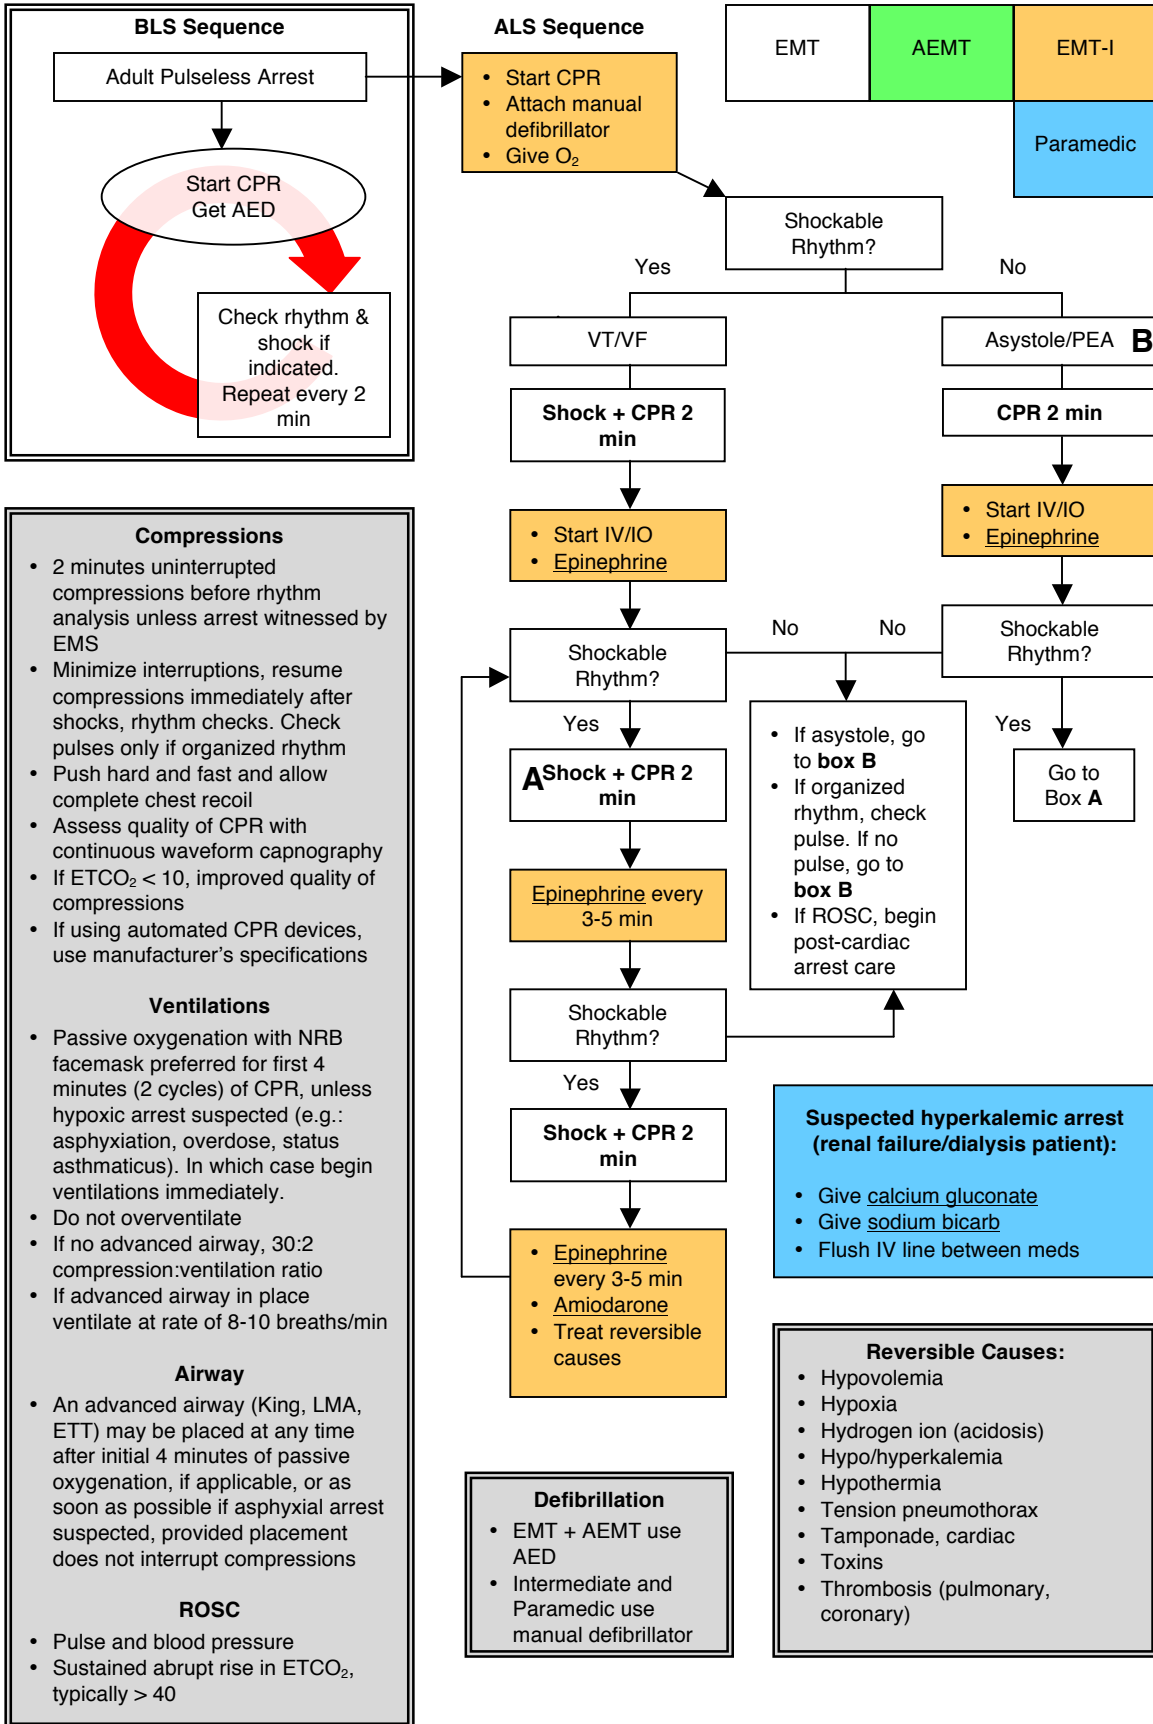 BLS Sequence
Adult Pulseless Arrest
Start CPR
Get AED
Check rhythm &
shock if
indicated.
Repeat every 2
min
ALS Sequence
• Start CPR
• Attach manual
defibrillator
• Give O₂
EMT
AEMT
EMT-I
Paramedic
Shockable
Rhythm?
Yes
No
VT/VF
Asystole/PEA B
Shock + CPR 2
min
CPR 2 min
• Start IV/IO
• Epinephrine
• Start IV/IO
• Epinephrine
Shockable
Rhythm?
No
No
Shockable
Rhythm?
Yes
Yes
A Shock + CPR 2
min
• If asystole, go
to box B
• If organized
rhythm, check
pulse. If no
pulse, go to
box B
• If ROSC, begin
post-cardiac
arrest care
Go to
Box A
Epinephrine every
3-5 min
Shockable
Rhythm?
Yes
Shock + CPR 2
min
• Epinephrine
every 3-5 min
• Amiodarone
• Treat reversible
causes
Compressions
• 2 minutes uninterrupted
compressions before rhythm
analysis unless arrest witnessed by
EMS
• Minimize interruptions, resume
compressions immediately after
shocks, rhythm checks. Check
pulses only if organized rhythm
• Push hard and fast and allow
complete chest recoil
• Assess quality of CPR with
continuous waveform capnography
• If ETCO₂ < 10, improved quality of
compressions
• If using automated CPR devices,
use manufacturer’s specifications
Ventilations
• Passive oxygenation with NRB
facemask preferred for first 4
minutes (2 cycles) of CPR, unless
hypoxic arrest suspected (e.g.:
asphyxiation, overdose, status
asthmaticus). In which case begin
ventilations immediately.
• Do not overventilate
• If no advanced airway, 30:2
compression:ventilation ratio
• If advanced airway in place
ventilate at rate of 8-10 breaths/min
Airway
• An advanced airway (King, LMA,
ETT) may be placed at any time
after initial 4 minutes of passive
oxygenation, if applicable, or as
soon as possible if asphyxial arrest
suspected, provided placement
does not interrupt compressions
ROSC
• Pulse and blood pressure
• Sustained abrupt rise in ETCO₂,
typically > 40
Suspected hyperkalemic arrest
(renal failure/dialysis patient):
• Give calcium gluconate
• Give sodium bicarb
• Flush IV line between meds
Defibrillation
• EMT + AEMT use
AED
• Intermediate and
Paramedic use
manual defibrillator
Reversible Causes:
• Hypovolemia
• Hypoxia
• Hydrogen ion (acidosis)
• Hypo/hyperkalemia
• Hypothermia
• Tension pneumothorax
• Tamponade, cardiac
• Toxins
• Thrombosis (pulmonary,
coronary)